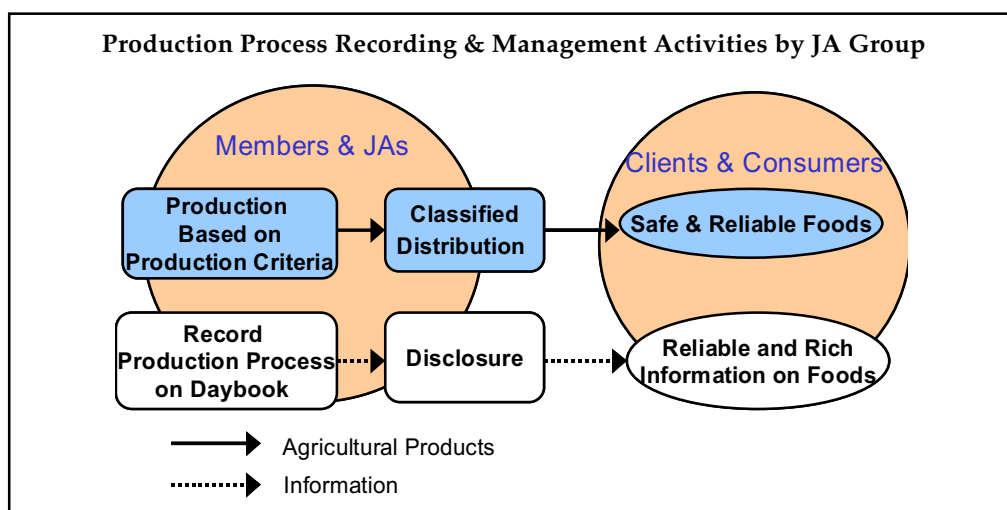 Production Process Recording & Management Activities by JA Group
Members & JAs
Clients & Consumers
Production
Based on
Production Criteria
Classified
Distribution
Safe & Reliable Foods
Record
Production Process
on Daybook
Disclosure
Reliable and Rich
Information on Foods
Agricultural Products
Information